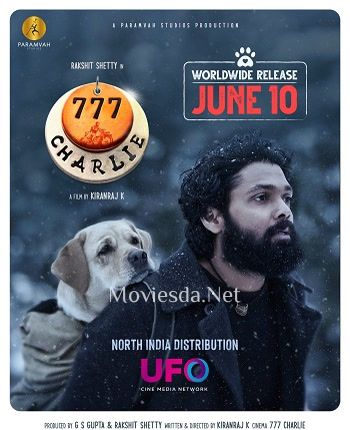 A PARAMVAH STUDIOS PRODUCTION
PARAMVAH
STUDIOS
RAKSHIT SHETTY IN
777
CHARLIE
A FILM BY KIRANRAJ K
WORLDWIDE RELEASE
JUNE 10
Moviesda.Net
NORTH INDIA DISTRIBUTION
UFO
CINE MEDIA NETWORK
PRODUCED BY G S GUPTA & RAKSHIT SHETTY WRITTEN & DIRECTED BY KIRANRAJ K CINEMA 777 CHARLIE